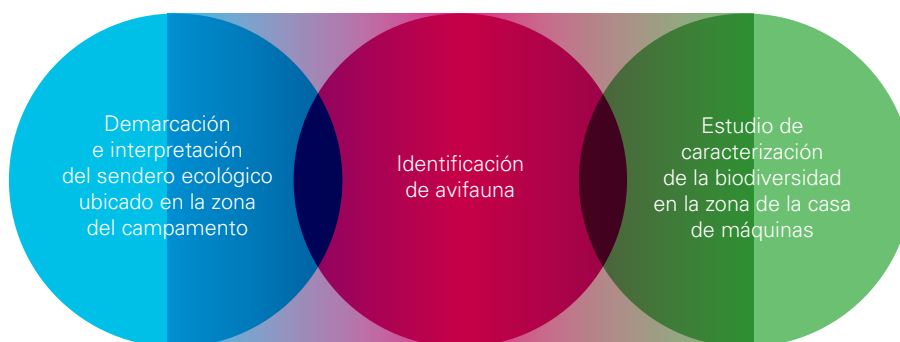 Demarcación
e interpretación
del sendero ecológico
ubicado en la zona
del campamento
Identificación
de avifauna
Estudio de
caracterización
de la biodiversidad
en la zona de la casa
de máquinas